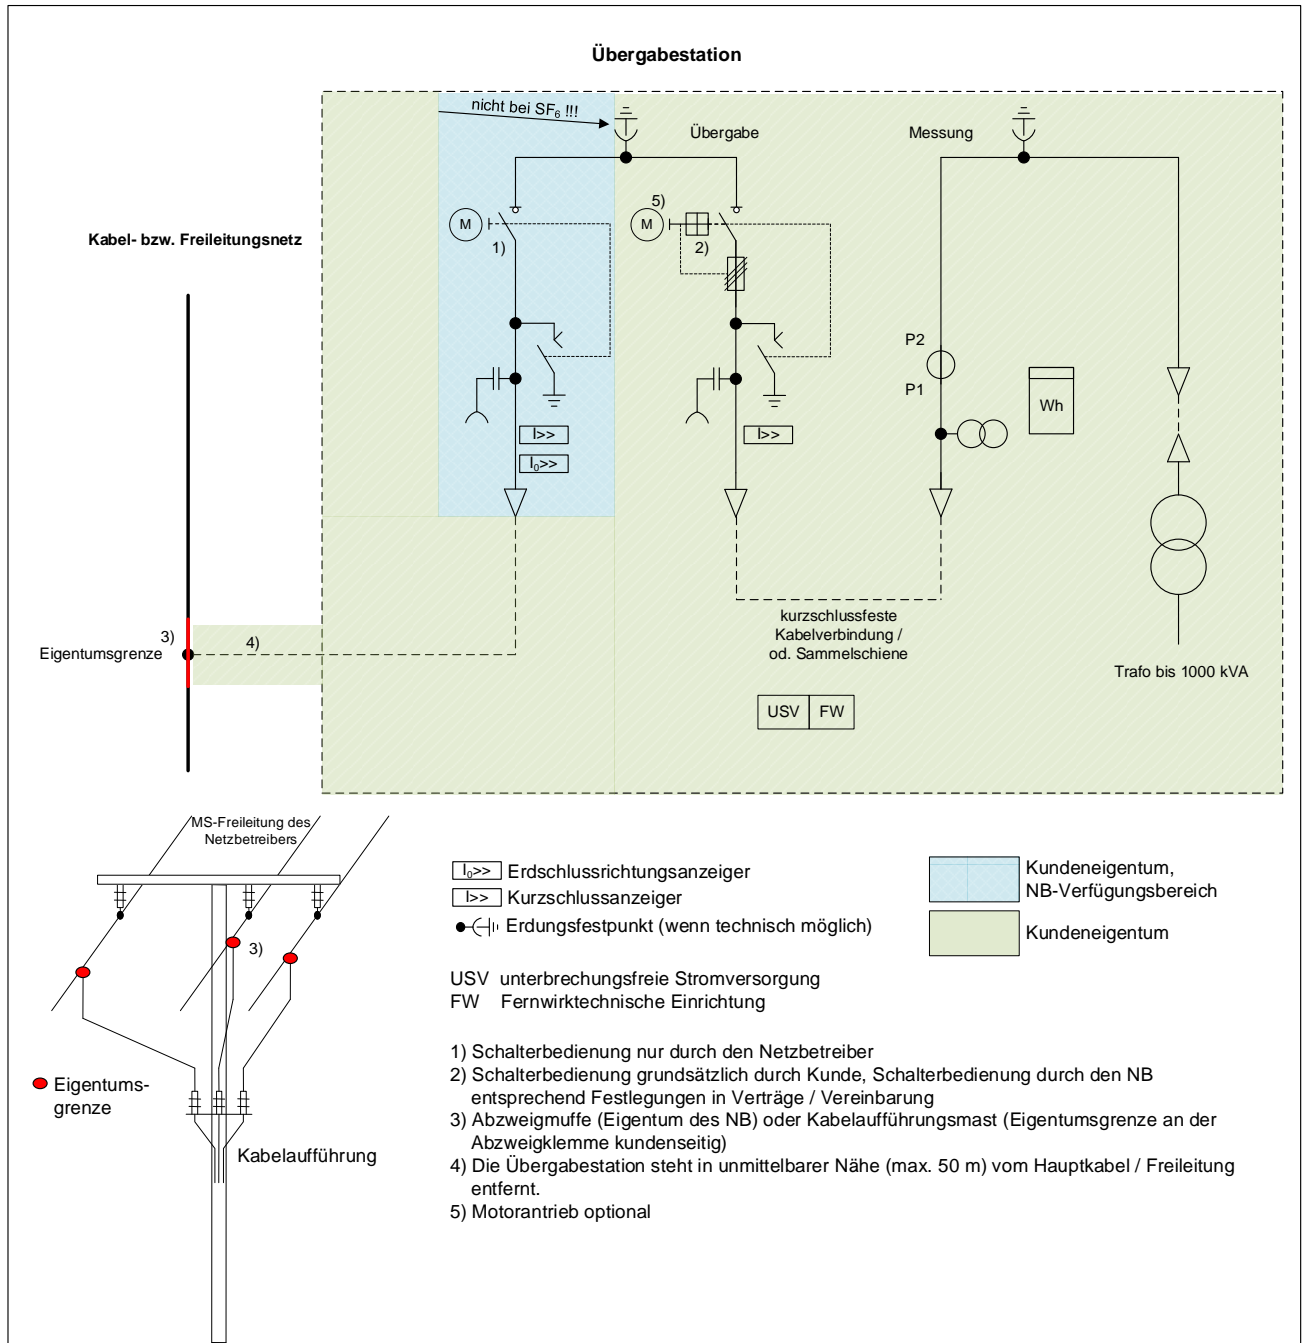 Übergabestation
nicht bei SF₆ !!!
Übergabe
Messung
5)
M
M
1)
2)
Kabel- bzw. Freileitungsnetz
P2
P1
Wh
I>>
I₀>>
I>>
3)
4)
Eigentumsgrenze
kurzschlussfeste
Kabelverbindung /
od. Sammelschiene
Trafo bis 1000 kVA
USV FW
MS-Freileitung des
Netzbetreibers
3)
Eigentums-
grenze
Kabelaufführung
I₀>> Erdschlussrichtungsanzeiger
I>> Kurzschlussanzeiger
Erdungsfestpunkt (wenn technisch möglich)
Kundeneigentum,
NB-Verfügungsbereich
Kundeneigentum
USV unterbrechungsfreie Stromversorgung
FW Fernwirktechnische Einrichtung
1) Schalterbedienung nur durch den Netzbetreiber
2) Schalterbedienung grundsätzlich durch Kunde, Schalterbedienung durch den NB
entsprechend Festlegungen in Verträge / Vereinbarung
3) Abzweigmuffe (Eigentum des NB) oder Kabelaufführungsmast (Eigentumsgrenze an der
Abzweigklemme kundenseitig)
4) Die Übergabestation steht in unmittelbarer Nähe (max. 50 m) vom Hauptkabel / Freileitung
entfernt.
5) Motorantrieb optional